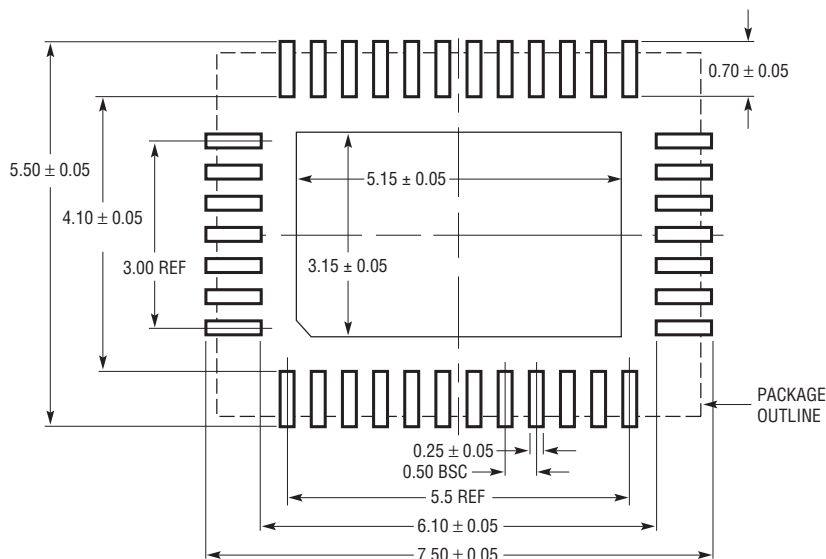 0.70 ± 0.05
5.50 ± 0.05
5.15 ± 0.05
4.10 ± 0.05
3.00 REF
3.15 ± 0.05
PACKAGE
OUTLINE
0.25 ± 0.05
0.50 BSC
5.5 REF
6.10 ± 0.05
7.50 ± 0.05